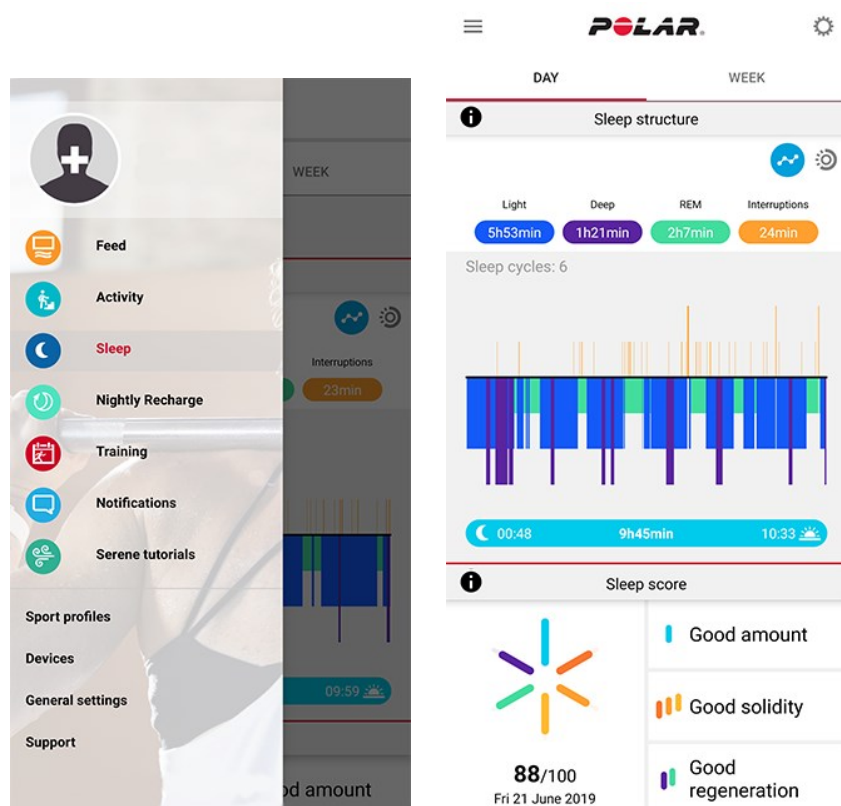 WEEK
Feed
Activity
Sleep
Interruptions
Nightly Recharge
23min
Training
Notifications
Serene tutorials
Sport profiles
Devices
09:59
General settings
Support
od amount
POLAR.
DAY WEEK
Sleep structure
Light Deep REM Interruptions
5h53min 1h21min 2h7min 24min
Sleep cycles: 6
00:48 9h45min 10:33
Sleep score
Good amount
Good solidity
88/100
Fri 21 June 2019
Good
regeneration